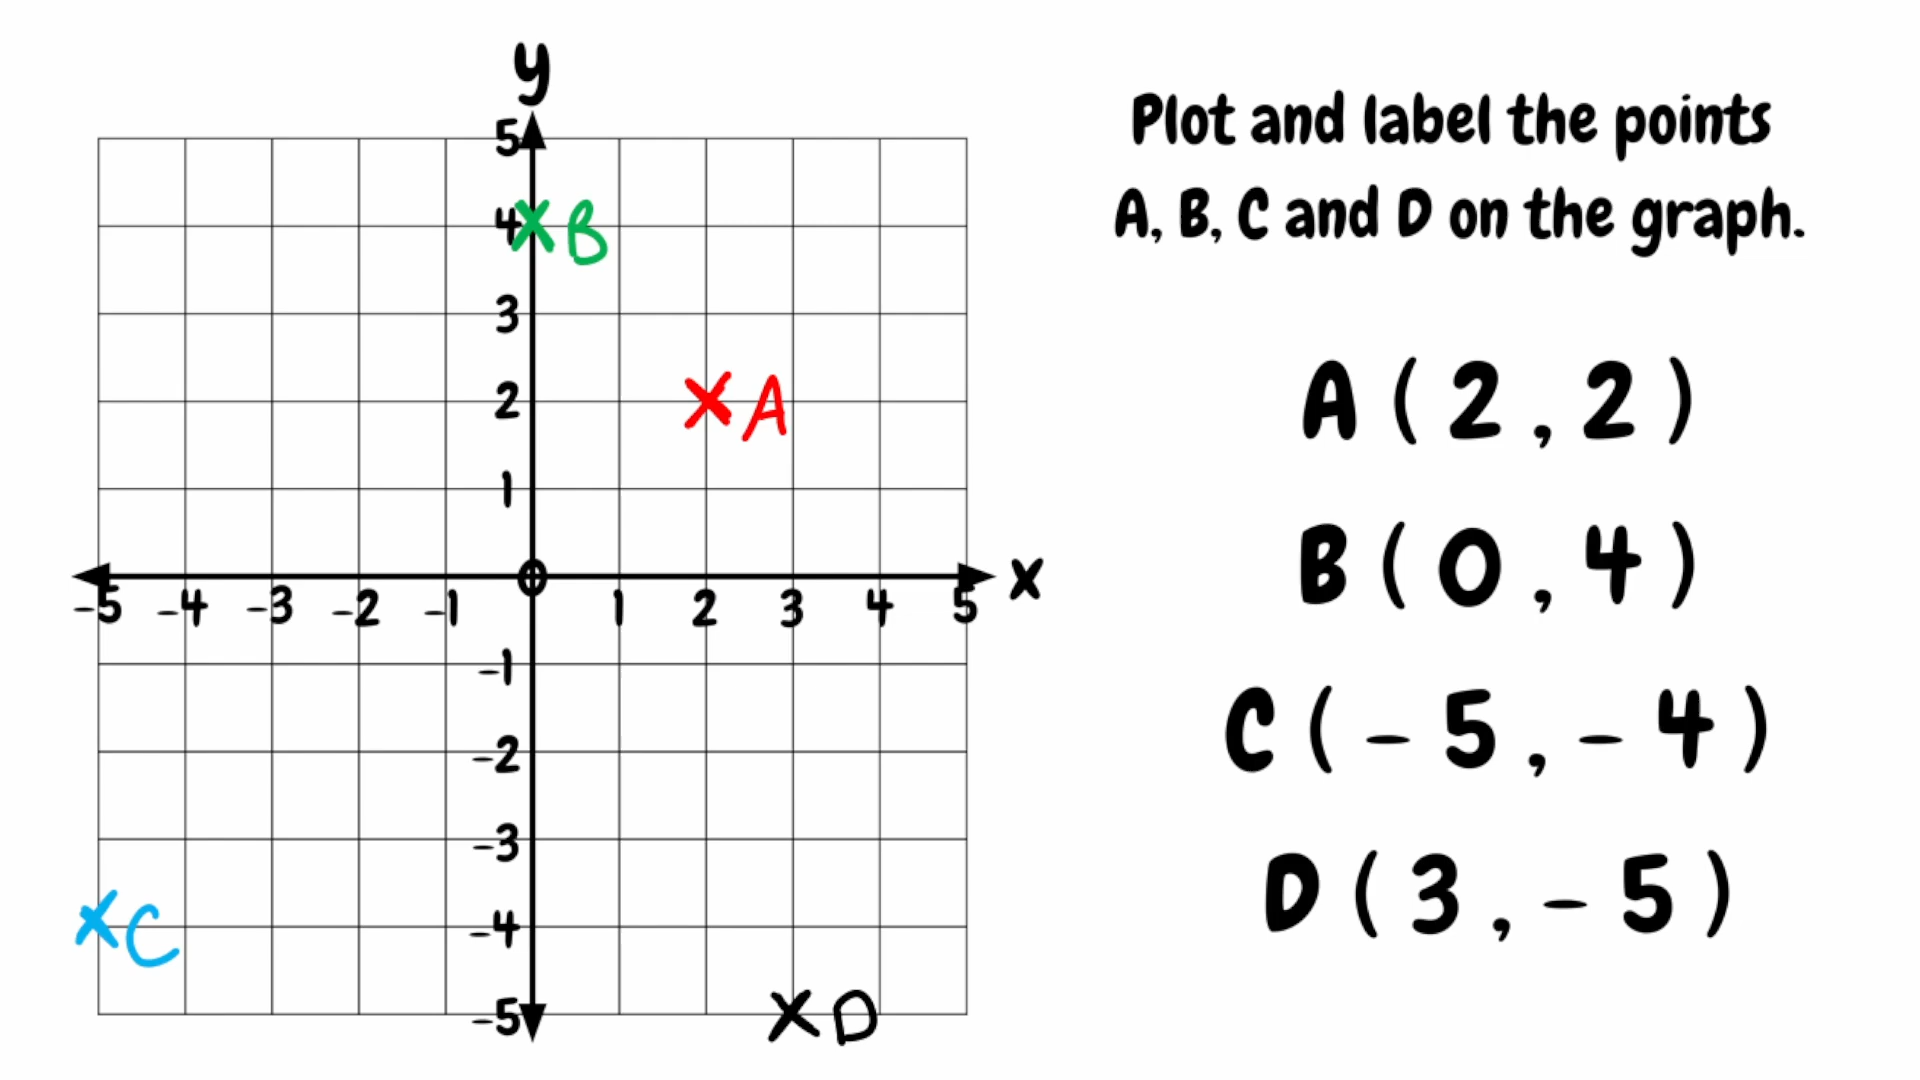 y
5
4 B
3
2 A
1
0 x
-5 -4 -3 -2 -1 1 2 3 4 5
-1
-2
-3
C -4
-5 D
Plot and label the points
A, B, C and D on the graph.
A ( 2 , 2 )
B ( 0 , 4 )
C ( - 5 , - 4 )
D ( 3 , - 5 )